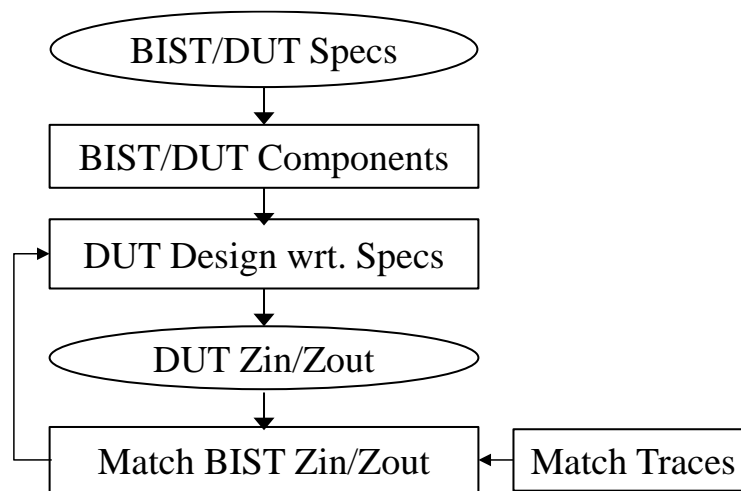 BIST/DUT Specs
BIST/DUT Components
DUT Design wrt. Specs
DUT Zin/Zout
Match BIST Zin/Zout
Match Traces